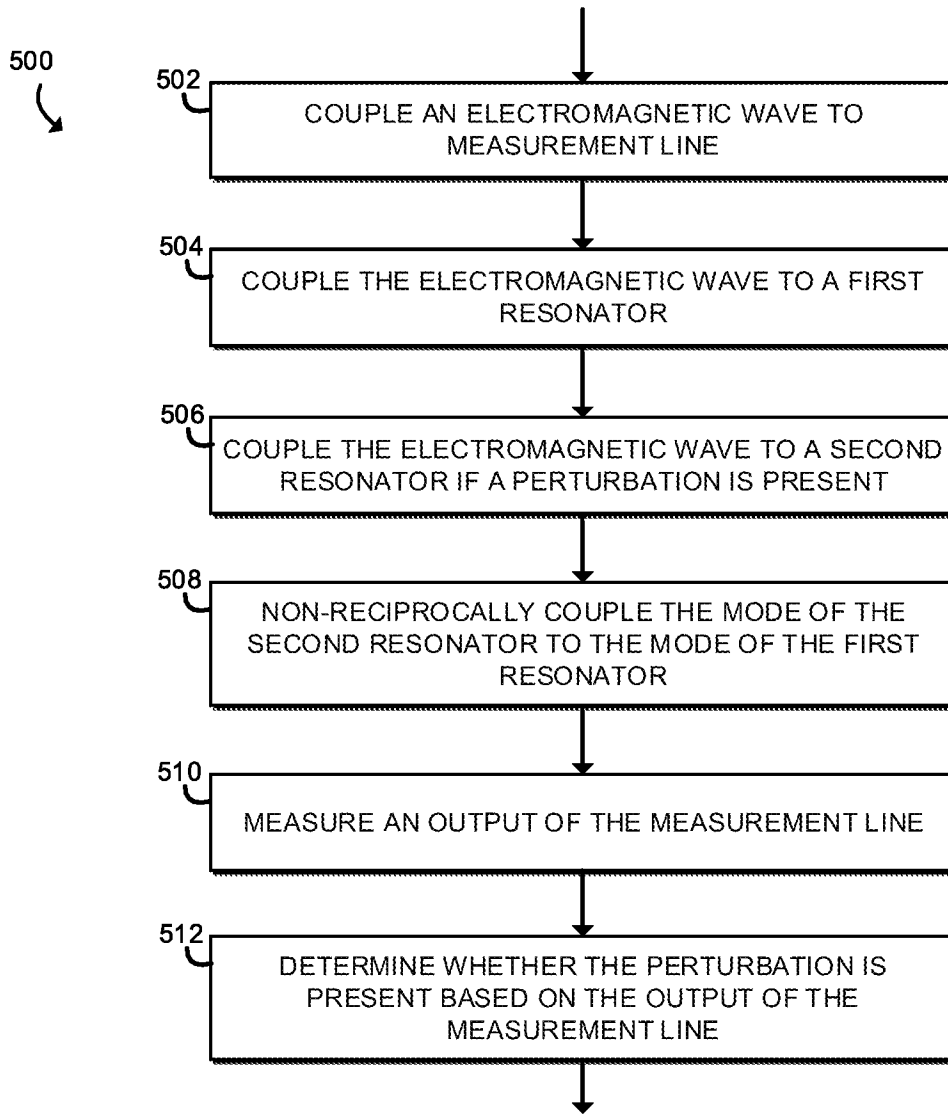 500
502
COUPLE AN ELECTROMAGNETIC WAVE TO
MEASUREMENT LINE
504
COUPLE THE ELECTROMAGNETIC WAVE TO A FIRST
RESONATOR
506
COUPLE THE ELECTROMAGNETIC WAVE TO A SECOND
RESONATOR IF A PERTURBATION IS PRESENT
508
NON-RECIPROCALLY COUPLE THE MODE OF THE
SECOND RESONATOR TO THE MODE OF THE FIRST
RESONATOR
510
MEASURE AN OUTPUT OF THE MEASUREMENT LINE
512
DETERMINE WHETHER THE PERTURBATION IS
PRESENT BASED ON THE OUTPUT OF THE
MEASUREMENT LINE